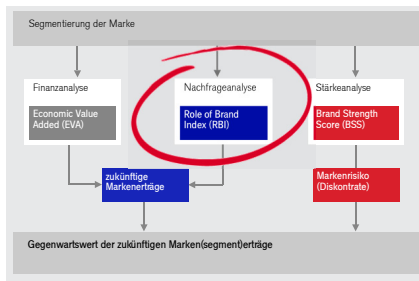 Segmentierung der Marke
Finanzanalyse
Economic Value
Added (EVA)
Nachfrageanalyse
Role of Brand
Index (RBI)
Stärkeanalyse
Brand Strength
Score (BSS)
zukünftige
Markenerträge
Markenrisiko
(Diskontrate)
Gegenwartswert der zukünftigen Marken(segment)erträge